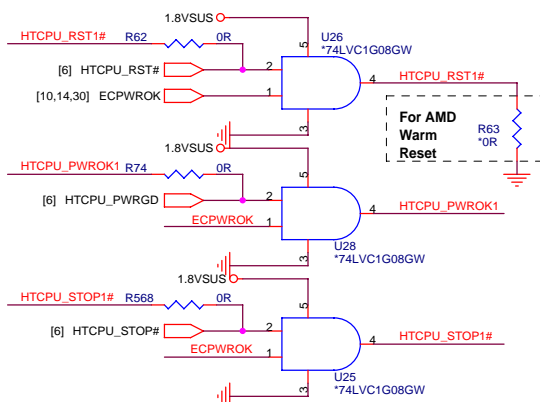 1.8VSUS
HTCPU_RST1# R62 0R
U26
*74LVC1G08GW
5
[6] HTCPU_RST# 2
4 HTCPU_RST1#
[10,14,30] ECPWROK 1
3
For AMD
Warm
Reset
R63
*0R
1.8VSUS
HTCPU_PWROK1 R74 0R
5
[6] HTCPU_PWRGD 2
4 HTCPU_PWROK1
ECPWROK 1
3
U28
*74LVC1G08GW
1.8VSUS
HTCPU_STOP1# R568 0R
5
[6] HTCPU_STOP# 2
4 HTCPU_STOP1#
ECPWROK 1
3
U25
*74LVC1G08GW